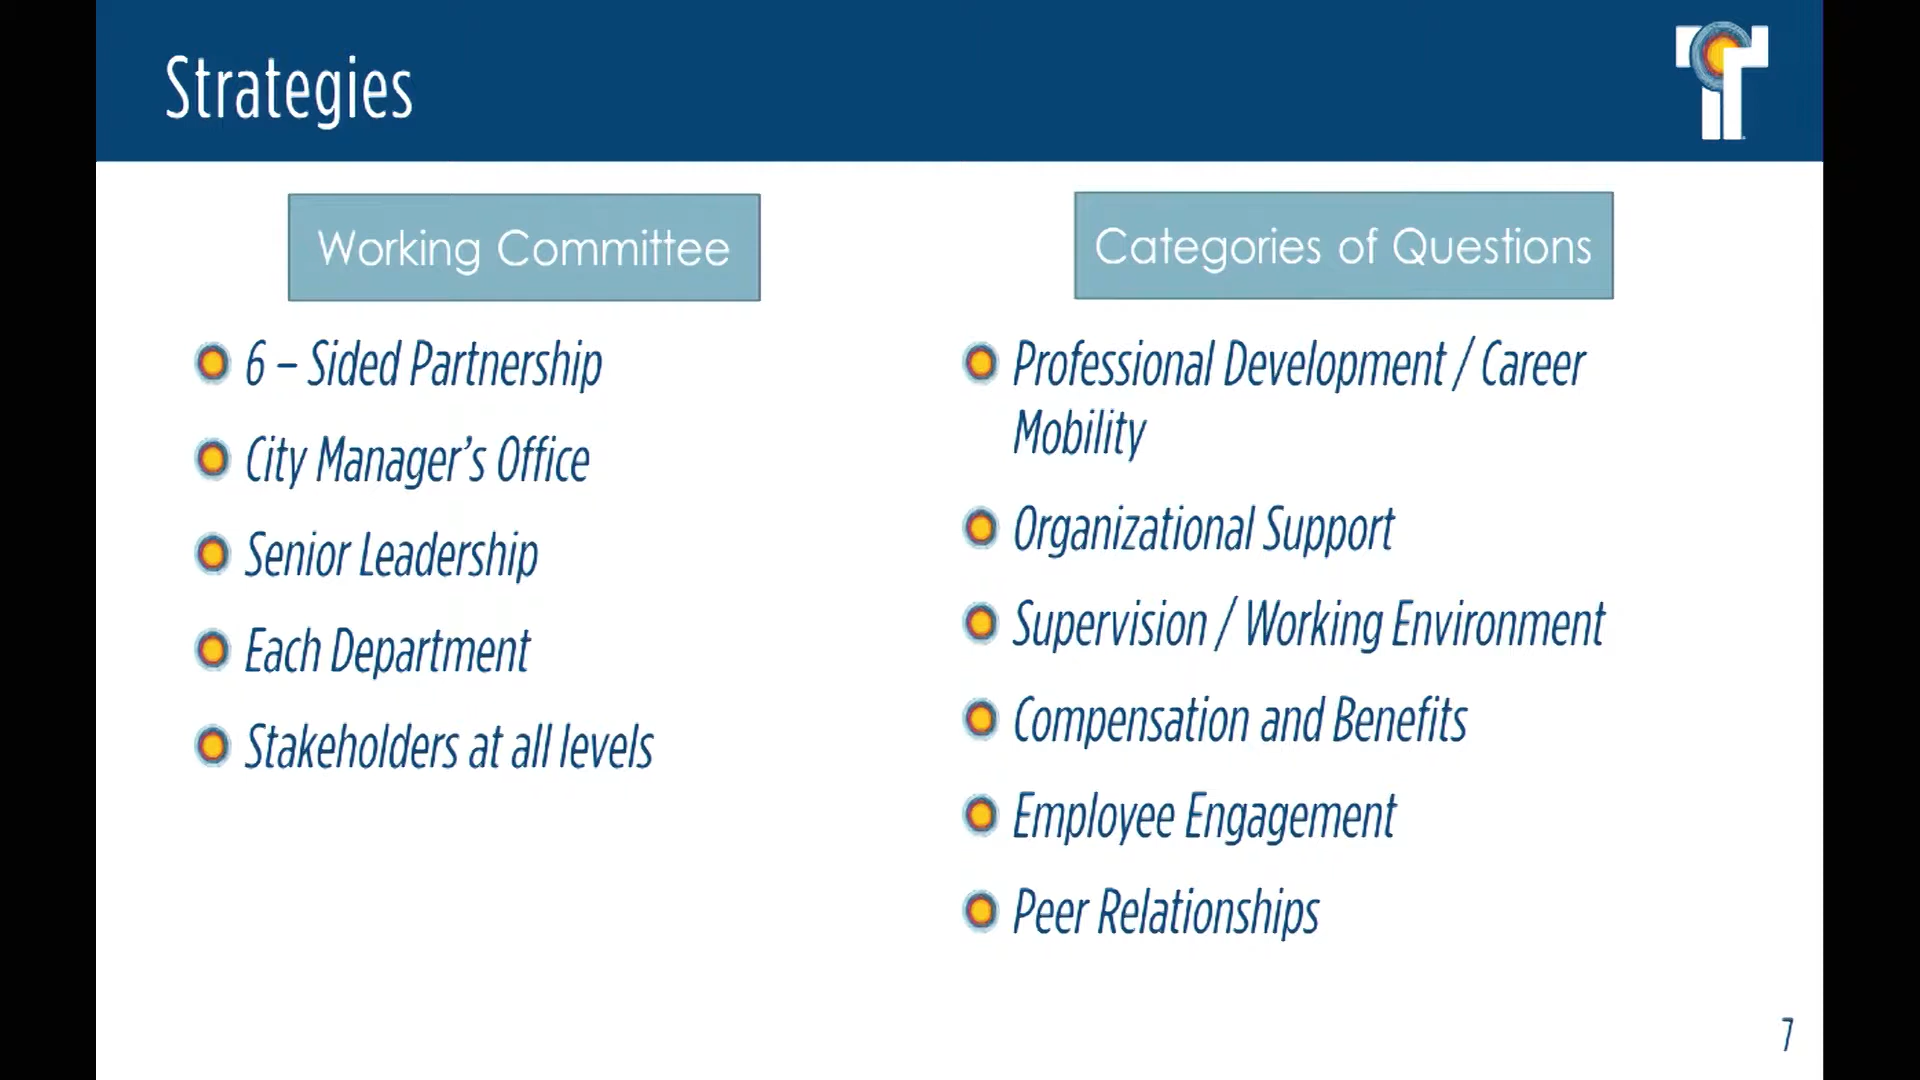 Strategies
Working Committee
6 – Sided Partnership
City Manager’s Office
Senior Leadership
Each Department
Stakeholders at all levels
Categories of Questions
Professional Development / Career
Mobility
Organizational Support
Supervision / Working Environment
Compensation and Benefits
Employee Engagement
Peer Relationships
7